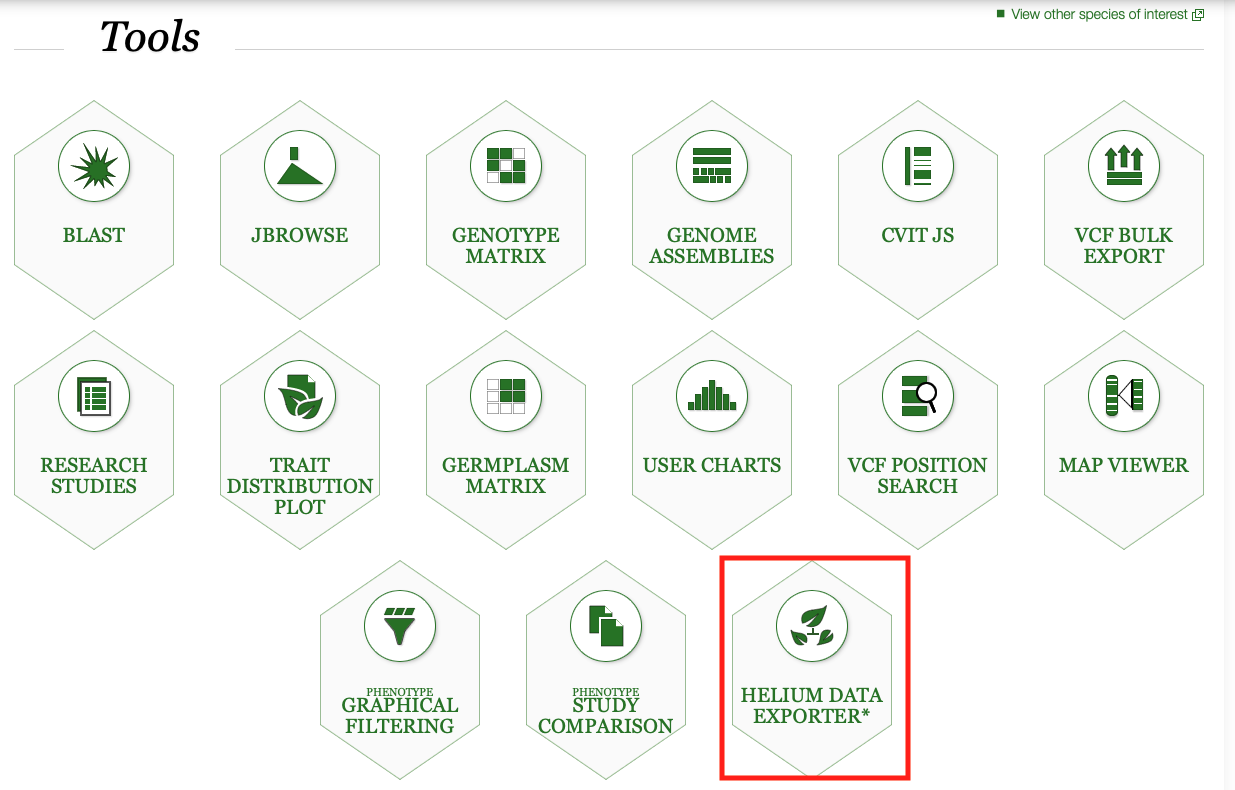 View other species of interest
Tools
BLAST
JBROWSE
GENOTYPE
MATRIX
GENOME
ASSEMBLIES
CVIT JS
VCF BULK
EXPORT
RESEARCH
STUDIES
TRAIT
DISTRIBUTION
PLOT
GERMPLASM
MATRIX
USER CHARTS
VCF POSITION
SEARCH
MAP VIEWER
PHENOTYPE
GRAPHICAL
FILTERING
PHENOTYPE
STUDY
COMPARISON
HELIUM DATA
EXPORTER*